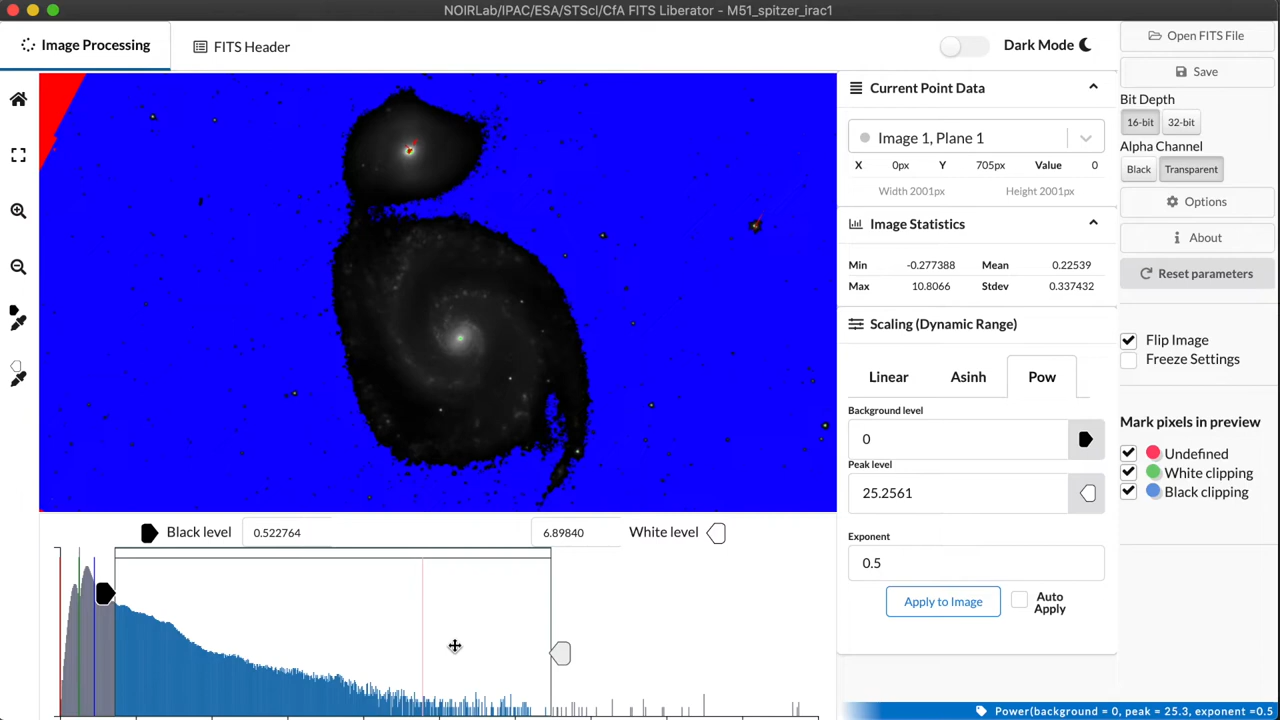 NOIRLab/IPAC/ESA/STScI/CfA FITS Liberator - M51_spitzer_irac1
Image Processing
FITS Header
Dark Mode
Open FITS File
Save
Bit Depth
16-bit
32-bit
Alpha Channel
Black
Transparent
Options
About
Reset parameters
Flip Image
Freeze Settings
Mark pixels in preview
Undefined
White clipping
Black clipping
Current Point Data
Image 1, Plane 1
X 0px Y 705px Value 0
Width 2001px Height 2001px
Image Statistics
Min -0.277388 Mean 0.22539
Max 10.8066 Stdev 0.337432
Scaling (Dynamic Range)
Linear Asinh Pow
Background level
0
Peak level
25.2561
Exponent
0.5
Apply to Image
Auto
Apply
Black level 0.522764 6.89840 White level
Power(background = 0, peak = 25.3, exponent =0.5